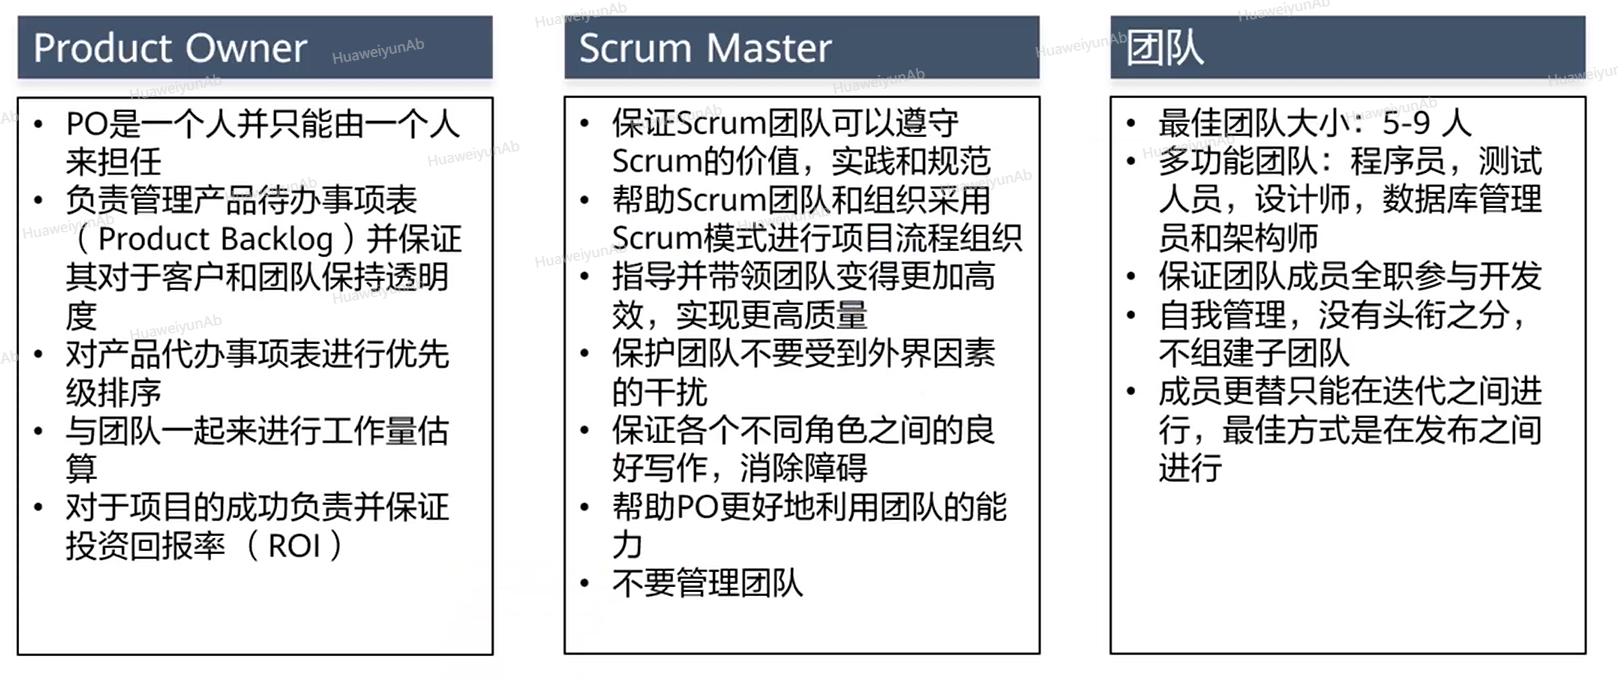 Product Owner
• PO是一个人并只能由一个人
来担任
• 负责管理产品待办事项表
（Product Backlog）并保证
其对于客户和团队保持透明
度
• 对产品代办事项表进行优先
级排序
• 与团队一起来进行工作量估
算
• 对于项目的成功负责并保证
投资回报率 （ROI）
Scrum Master
• 保证Scrum团队可以遵守
Scrum的价值，实践和规范
• 帮助Scrum团队和组织采用
Scrum模式进行项目流程组织
• 指导并带领团队变得更加高
效，实现更高质量
• 保护团队不要受到外界因素
的干扰
• 保证各个不同角色之间的良
好写作，消除障碍
• 帮助PO更好地利用团队的能
力
• 不要管理团队
团队
• 最佳团队大小：5-9 人
• 多功能团队：程序员，测试
人员，设计师，数据库管理
员和架构师
• 保证团队成员全职参与开发
• 自我管理，没有头衔之分，
不组建子团队
• 成员更替只能在迭代之间进
行，最佳方式是在发布之间
进行
HuaweiyunAb
HuaweiyunAb
HuaweiyunAb
HuaweiyunAb
HuaweiyunAb
HuaweiyunAb
HuaweiyunAb
HuaweiyunAb
HuaweiyunAb
HuaweiyunAb
HuaweiyunAb
HuaweiyunAb
HuaweiyunAb
HuaweiyunAb